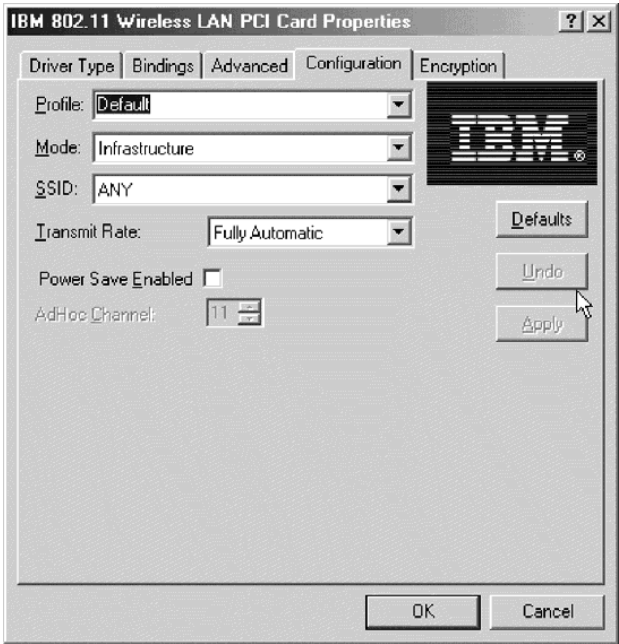 IBM 802.11 Wireless LAN PCI Card Properties
Driver Type Bindings Advanced Configuration Encryption
Profile: Default
Mode: Infrastructure
SSID: ANY
Transmit Rate: Fully Automatic
Power Save Enabled
AdHoc Channel: 11
IBM®
Defaults
Undo
Apply
OK Cancel